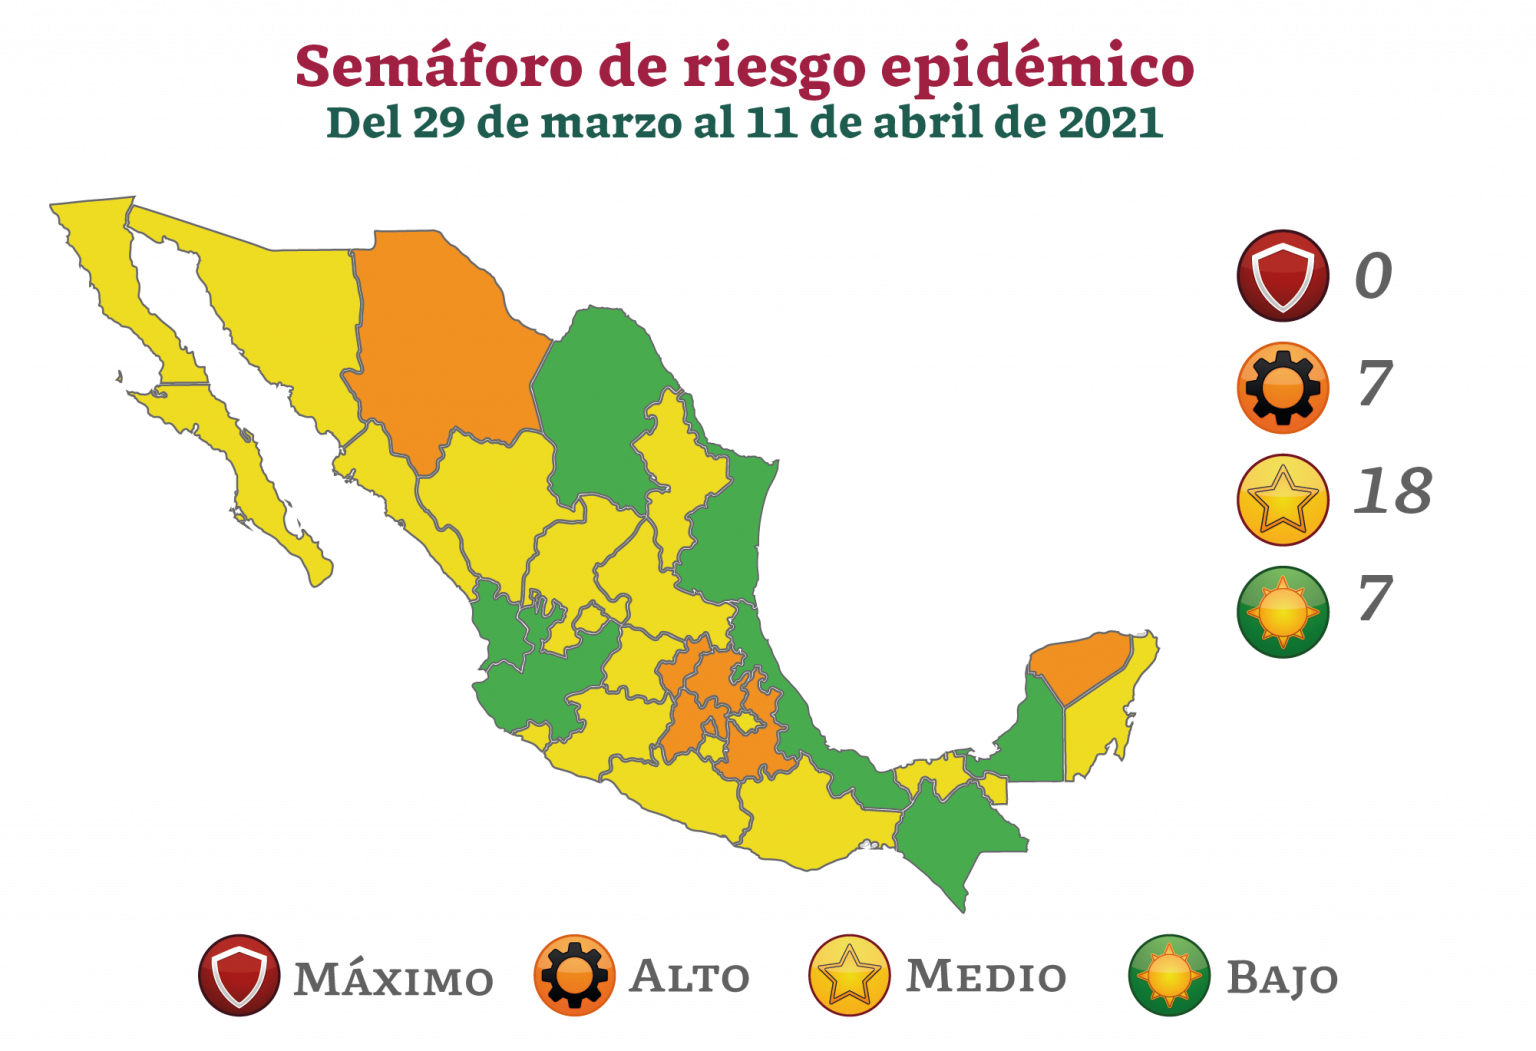 Semáforo de riesgo epidémico
Del 29 de marzo al 11 de abril de 2021
0
7
18
7
MÁXIMO
ALTO
MEDIO
BAJO